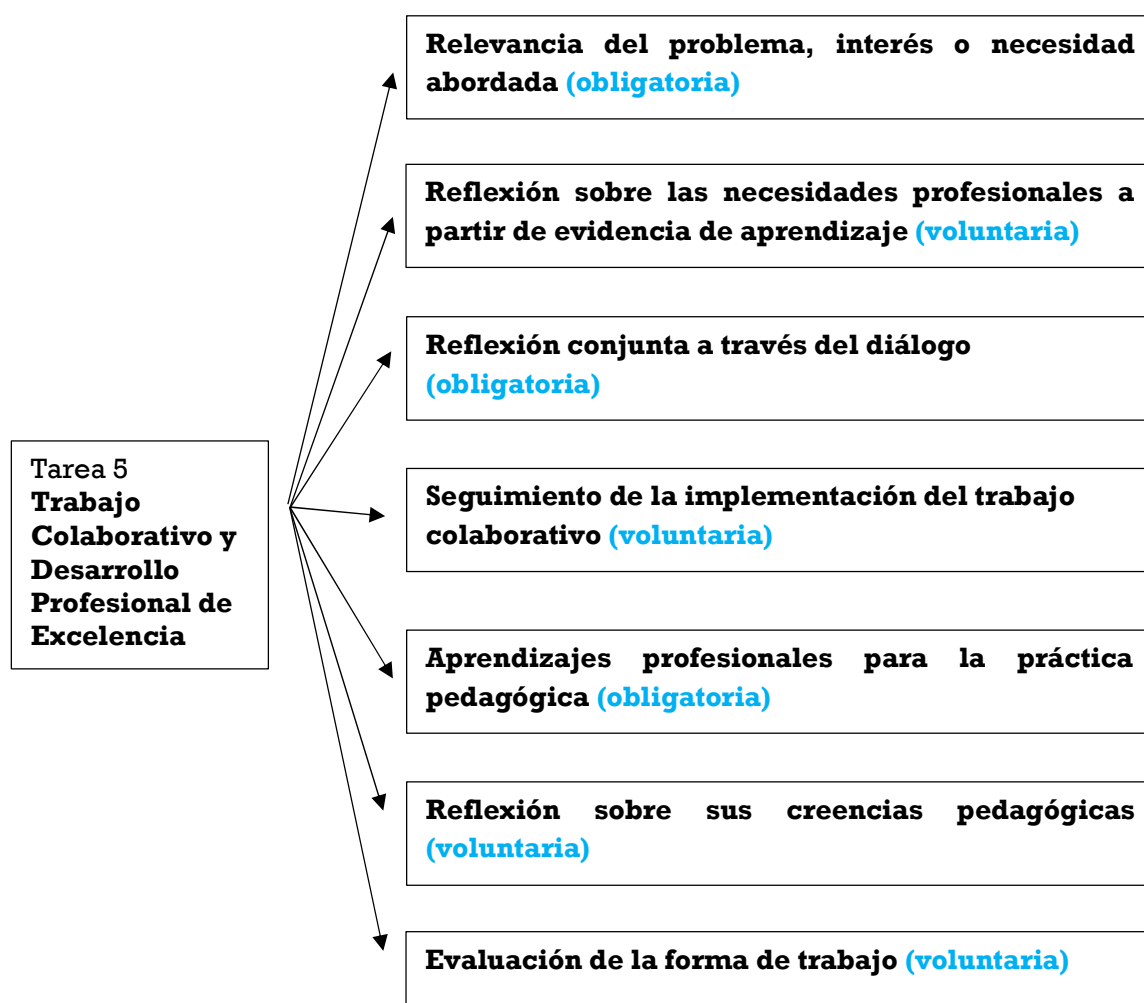 Relevancia del problema, interés o necesidad
abordada (obligatoria)
Reflexión sobre las necesidades profesionales a
partir de evidencia de aprendizaje (voluntaria)
Reflexión conjunta a través del diálogo
(obligatoria)
Tarea 5
Trabajo
Colaborativo y
Desarrollo
Profesional de
Excelencia
Seguimiento de la implementación del trabajo
colaborativo (voluntaria)
Aprendizajes profesionales para la práctica
pedagógica (obligatoria)
Reflexión sobre sus creencias pedagógicas
(voluntaria)
Evaluación de la forma de trabajo (voluntaria)